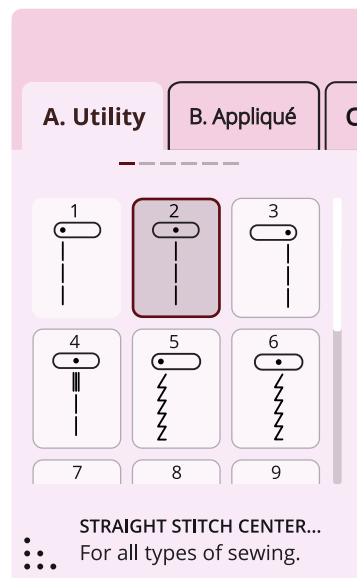 A. Utility
B. Appliqué
1
2
3
4
5
6
7
8
9
STRAIGHT STITCH CENTER...
For all types of sewing.